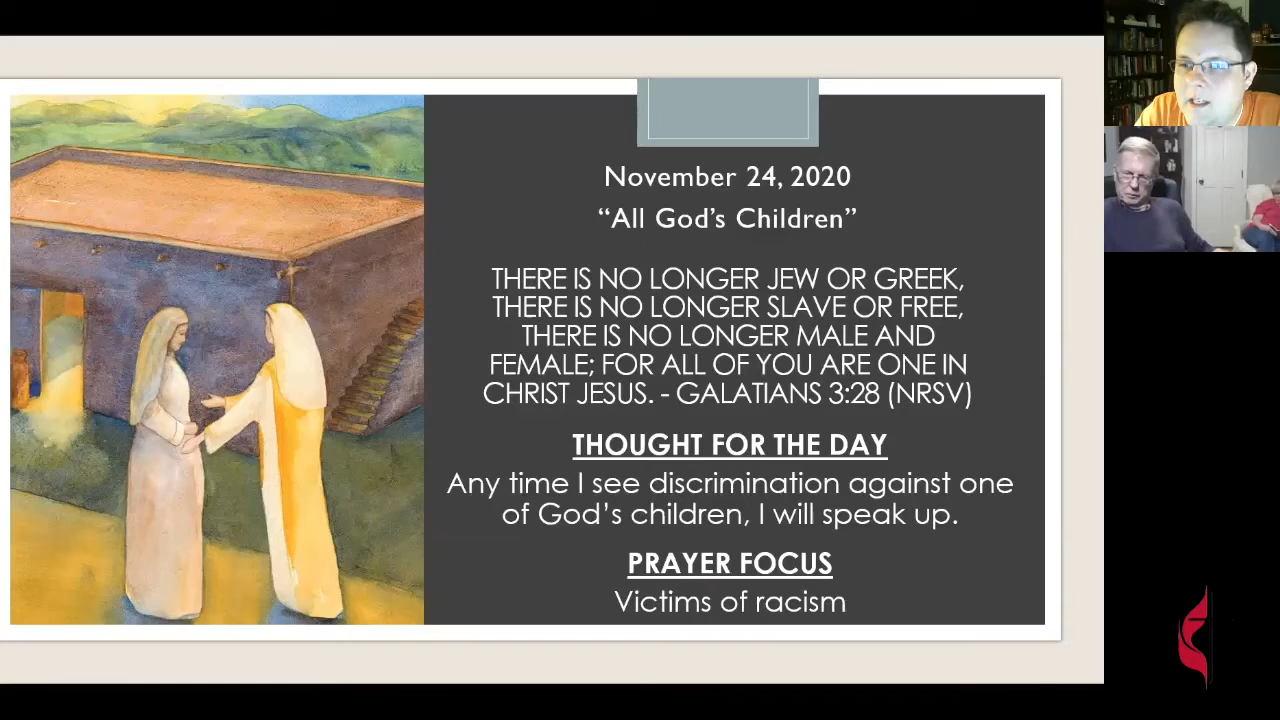 November 24, 2020
“All God’s Children”
THERE IS NO LONGER JEW OR GREEK,
THERE IS NO LONGER SLAVE OR FREE,
THERE IS NO LONGER MALE AND
FEMALE; FOR ALL OF YOU ARE ONE IN
CHRIST JESUS. - GALATIANS 3:28 (NRSV)
THOUGHT FOR THE DAY
Any time I see discrimination against one
of God’s children, I will speak up.
PRAYER FOCUS
Victims of racism